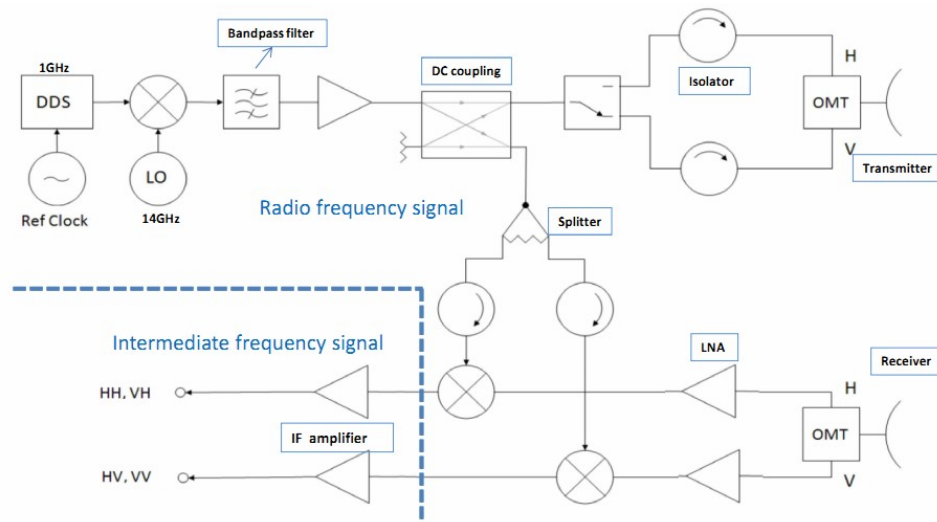 Bandpass filter
1GHz
DDS
DC coupling
Isolator
H
OMT
V
Transmitter
LO
Ref Clock
14GHz
Radio frequency signal
Splitter
Intermediate frequency signal
LNA
Receiver
HH, VH
H
OMT
IF amplifier
HV, VV
V